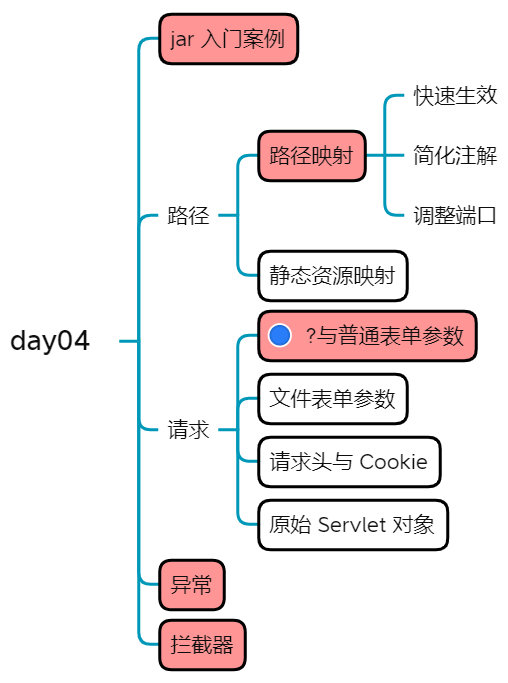 jar 入门案例
快速生效
路径映射
简化注解
路径
调整端口
静态资源映射
?与普通表单参数
day04
文件表单参数
请求
请求头与 Cookie
原始 Servlet 对象
异常
拦截器